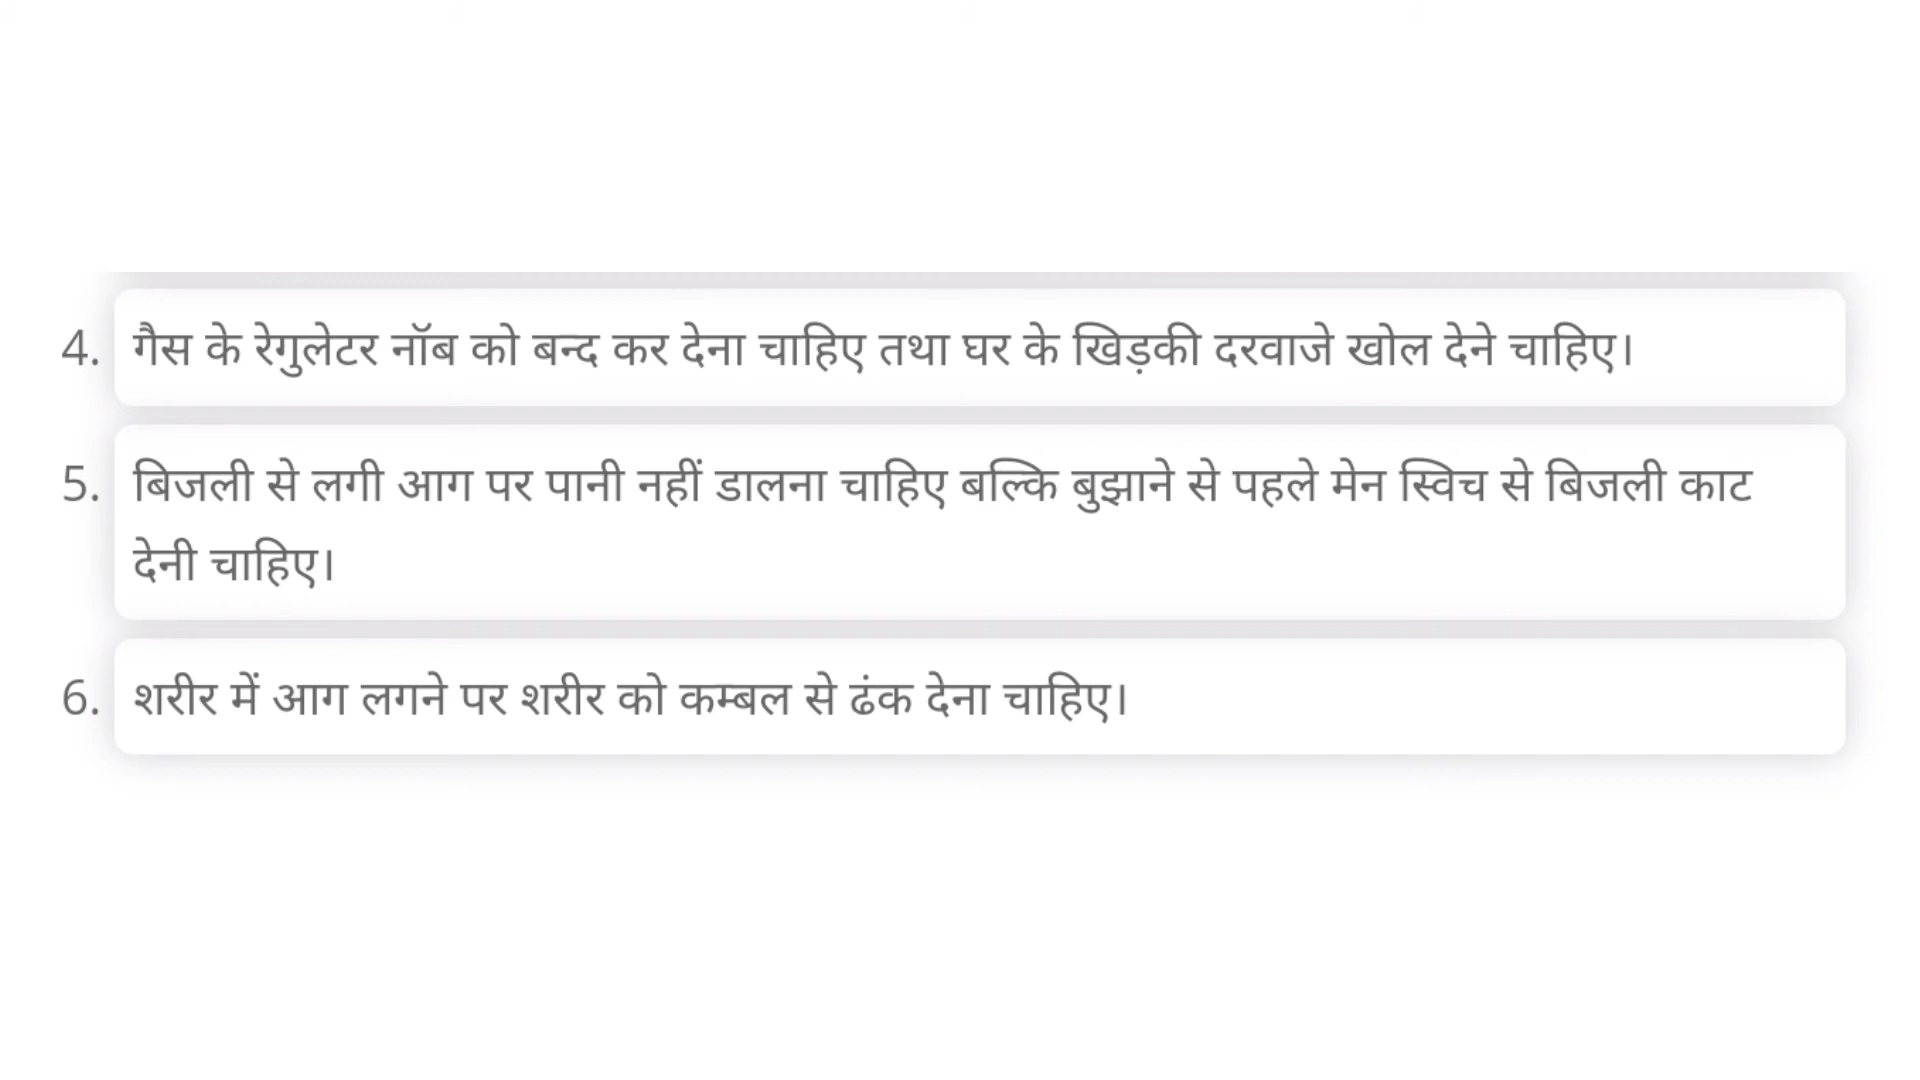 4. गैस के रेगुलेटर नॉब को बन्द कर देना चाहिए तथा घर के खिड़की दरवाजे खोल देने चाहिए।
5. बिजली से लगी आग पर पानी नहीं डालना चाहिए बल्कि बुझाने से पहले मेन स्विच से बिजली काट
देनी चाहिए।
6. शरीर में आग लगने पर शरीर को कम्बल से ढंक देना चाहिए।